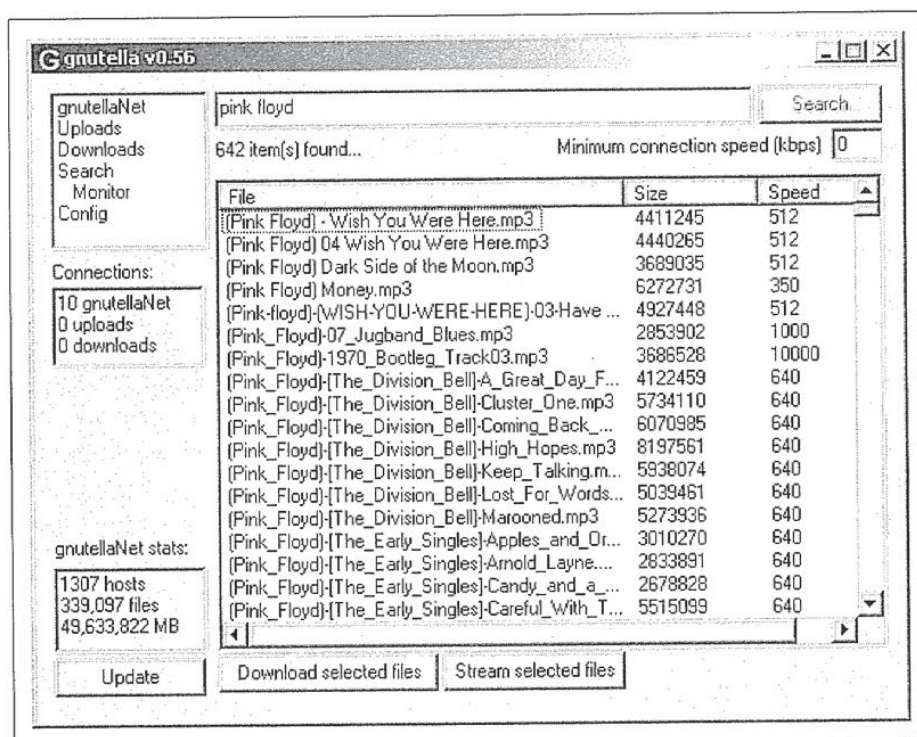 gnutella v0.56
gnutellaNet
Uploads
Downloads
Search
Monitor
Config
pink floyd
Search
642 item(s) found...
Minimum connection speed (kbps) 0
File Size Speed
(Pink Floyd) - Wish You Were Here.mp3 4411245 512
(Pink Floyd) 04 Wish You Were Here.mp3 4440265 512
(Pink Floyd) Dark Side of the Moon.mp3 3689035 512
(Pink Floyd) Money.mp3 6272731 350
(Pink-floyd)-(WISH-YOU-WERE-HERE)-03-Have ... 4927448 512
(Pink_Floyd)-07_Jugband_Blues.mp3 2853902 1000
(Pink_Floyd)-1970_Bootleg_Track03.mp3 3686528 10000
(Pink_Floyd)-[The_Division_Bell]-A_Great_Day_F... 4122459 640
(Pink_Floyd)-[The_Division_Bell]-Cluster_One.mp3 5734110 640
(Pink_Floyd)-[The_Division_Bell]-Coming_Back_... 6070985 640
(Pink_Floyd)-[The_Division_Bell]-High_Hopes.mp3 8197561 640
(Pink_Floyd)-[The_Division_Bell]-Keep_Talking.m... 5938074 640
(Pink_Floyd)-[The_Division_Bell]-Lost_For_Words... 5039461 640
(Pink_Floyd)-[The_Division_Bell]-Marooned.mp3 5273936 640
(Pink_Floyd)-[The_Early_Singles]-Apples_and_Or... 3010270 640
(Pink_Floyd)-[The_Early_Singles]-Arnold_Layne.... 2833891 640
(Pink_Floyd)-[The_Early_Singles]-Candy_and_a_... 2678828 640
(Pink_Floyd)-[The_Early_Singles]-Careful_With_T... 5515099 640
Connections:
10 gnutellaNet
0 uploads
0 downloads
gnutellaNet stats:
1307 hosts
339,097 files
49,633,822 MB
Update
Download selected files
Stream selected files